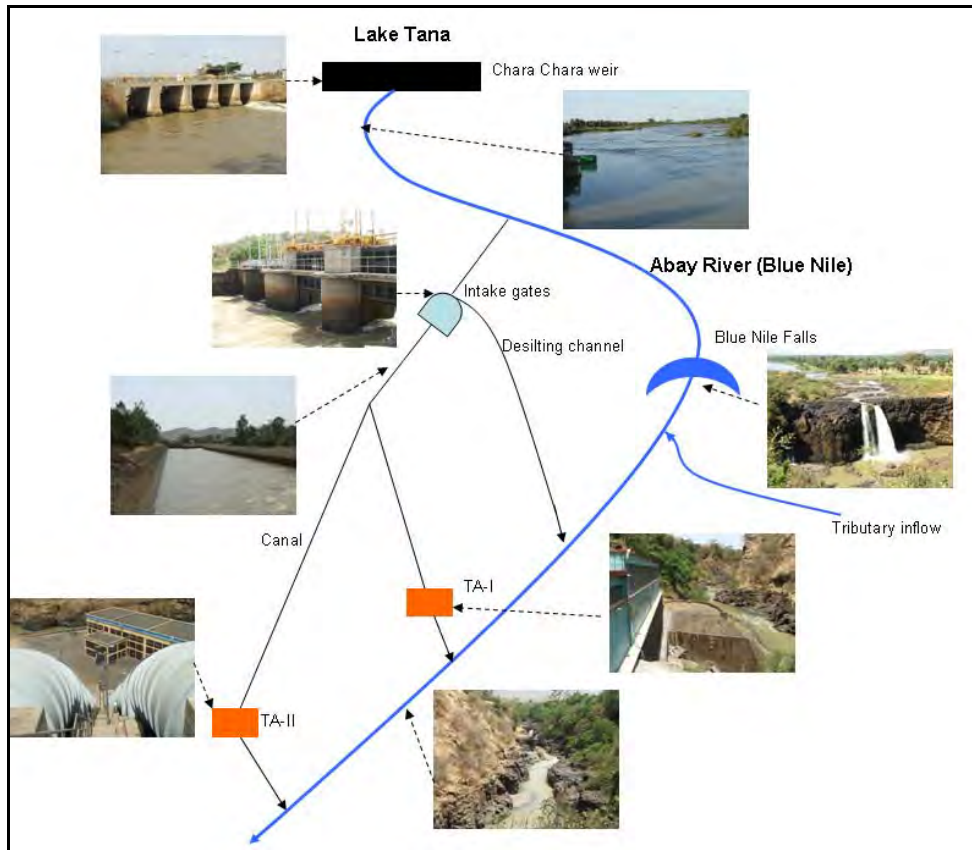 Lake Tana
Chara Chara weir
Abay River (Blue Nile)
Intake gates
Desilting channel
Blue Nile Falls
Tributary inflow
Canal
TA-I
TA-II